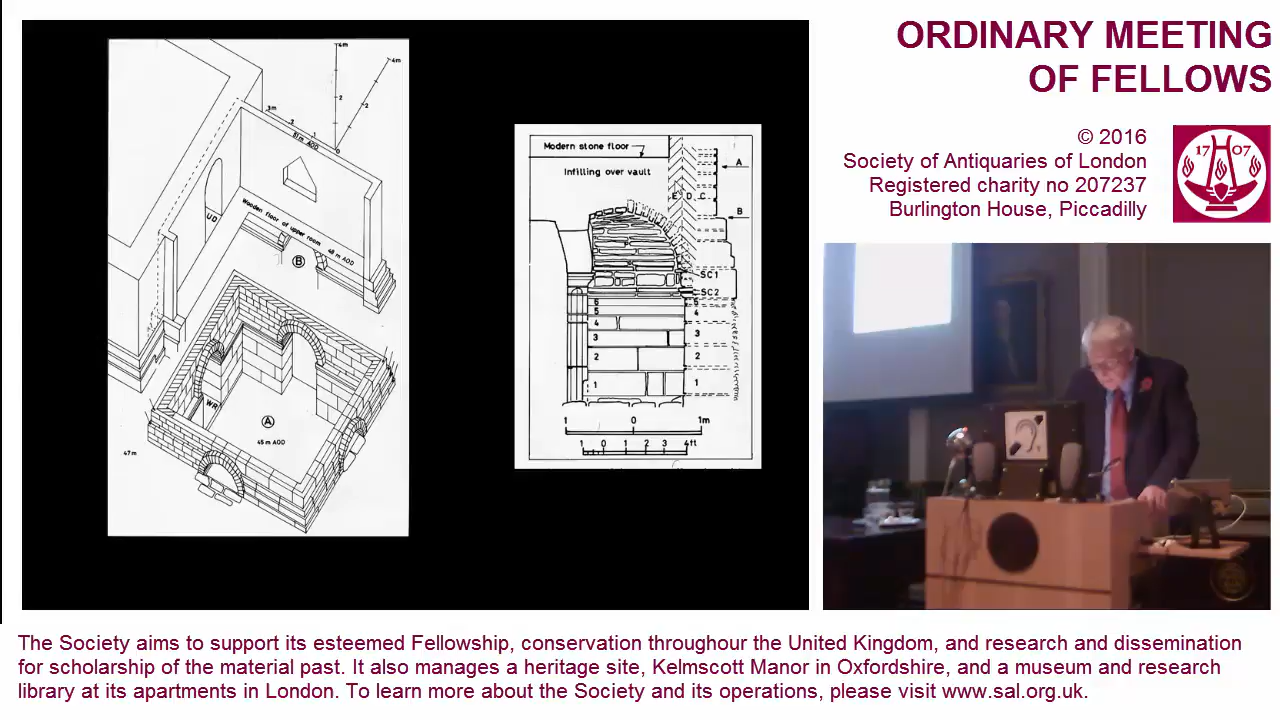 ORDINARY MEETING
OF FELLOWS
© 2016
Society of Antiquaries of London
Registered charity no 207237
Burlington House, Piccadilly
17 07
4m
4m
3m
2
2
2
1
51m AOD
0
UD
Wooden floor of upper room 48 m AOD
B
WR
A
45 m AOD
47m
Modern stone floor
Infilling over vault
A
E D C
B
SC1
SC2
6
5
4
3
2
1
6
4
3
2
1
1 0 1m
1 0 1 2 3 4ft
The Society aims to support its esteemed Fellowship, conservation throughour the United Kingdom, and research and dissemination
for scholarship of the material past. It also manages a heritage site, Kelmscott Manor in Oxfordshire, and a museum and research
library at its apartments in London. To learn more about the Society and its operations, please visit www.sal.org.uk.